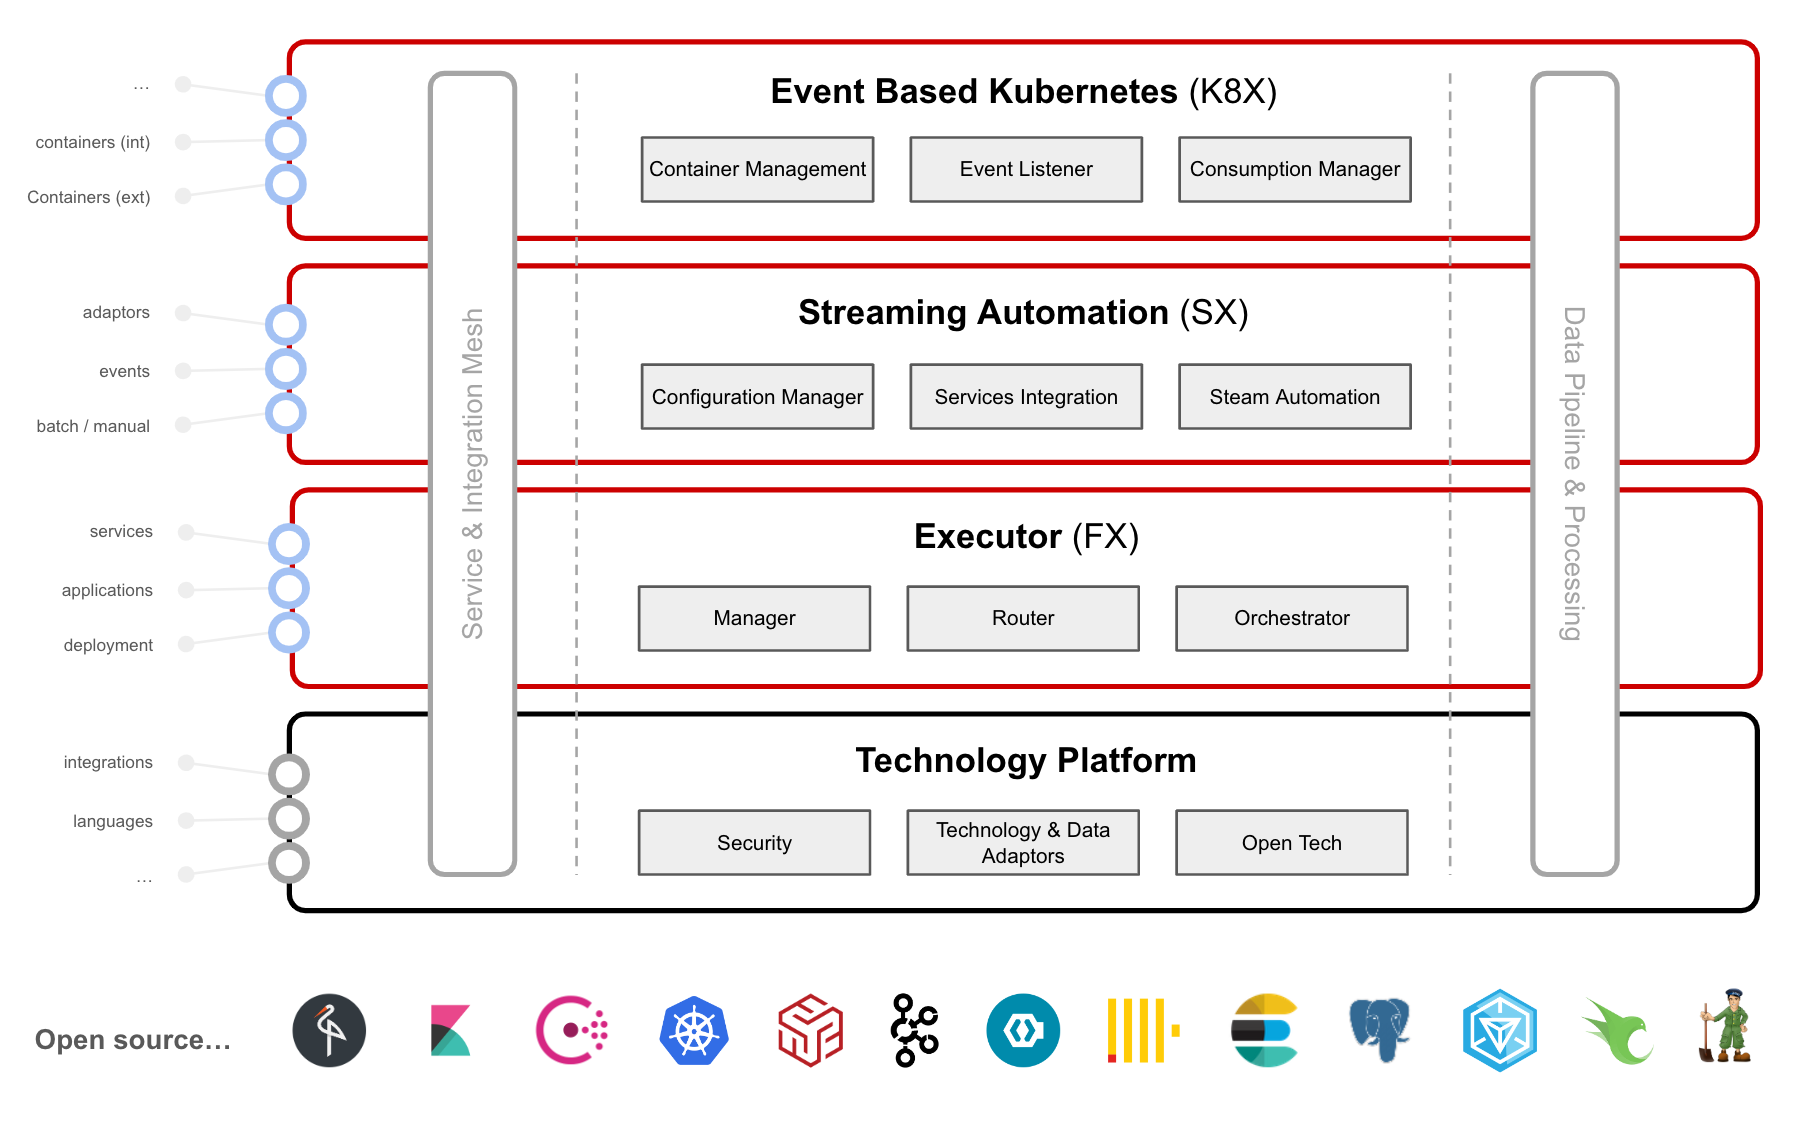 Event Based Kubernetes (K8X)
…
containers (int)
Containers (ext)
Container Management
Event Listener
Consumption Manager
Streaming Automation (SX)
adaptors
events
batch / manual
Configuration Manager
Services Integration
Steam Automation
Service & Integration Mesh
Data Pipeline & Processing
Executor (FX)
services
applications
deployment
Manager
Router
Orchestrator
Technology Platform
integrations
languages
…
Security
Technology & Data
Adaptors
Open Tech
Open source…